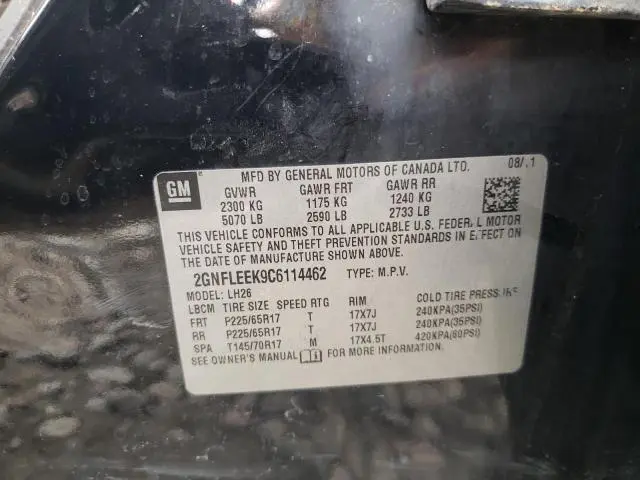 MFD BY GENERAL MOTORS OF CANADA LTD. 08/11
GM
GVWR GAWR FRT GAWR RR
2300 KG 1175 KG 1240 KG
5070 LB 2590 LB 2733 LB
THIS VEHICLE CONFORMS TO ALL APPLICABLE U.S. FEDERAL MOTOR
VEHICLE SAFETY AND THEFT PREVENTION STANDARDS IN EFFECT ON
THE DATE OF MANUFACTURE SHOWN ABOVE.
2GNFLEEK9C6114462 TYPE: M.P.V.
MODEL: LH26
LBCM TIRE SIZE SPEED RTG RIM COLD TIRE PRESSURE
FRT P225/65R17 T 17X7J 240KPA(35PSI)
RR P225/65R17 T 17X7J 240KPA(35PSI)
SPA T145/70R17 M 17X4.5T 420KPA(60PSI)
SEE OWNER'S MANUAL FOR MORE INFORMATION.